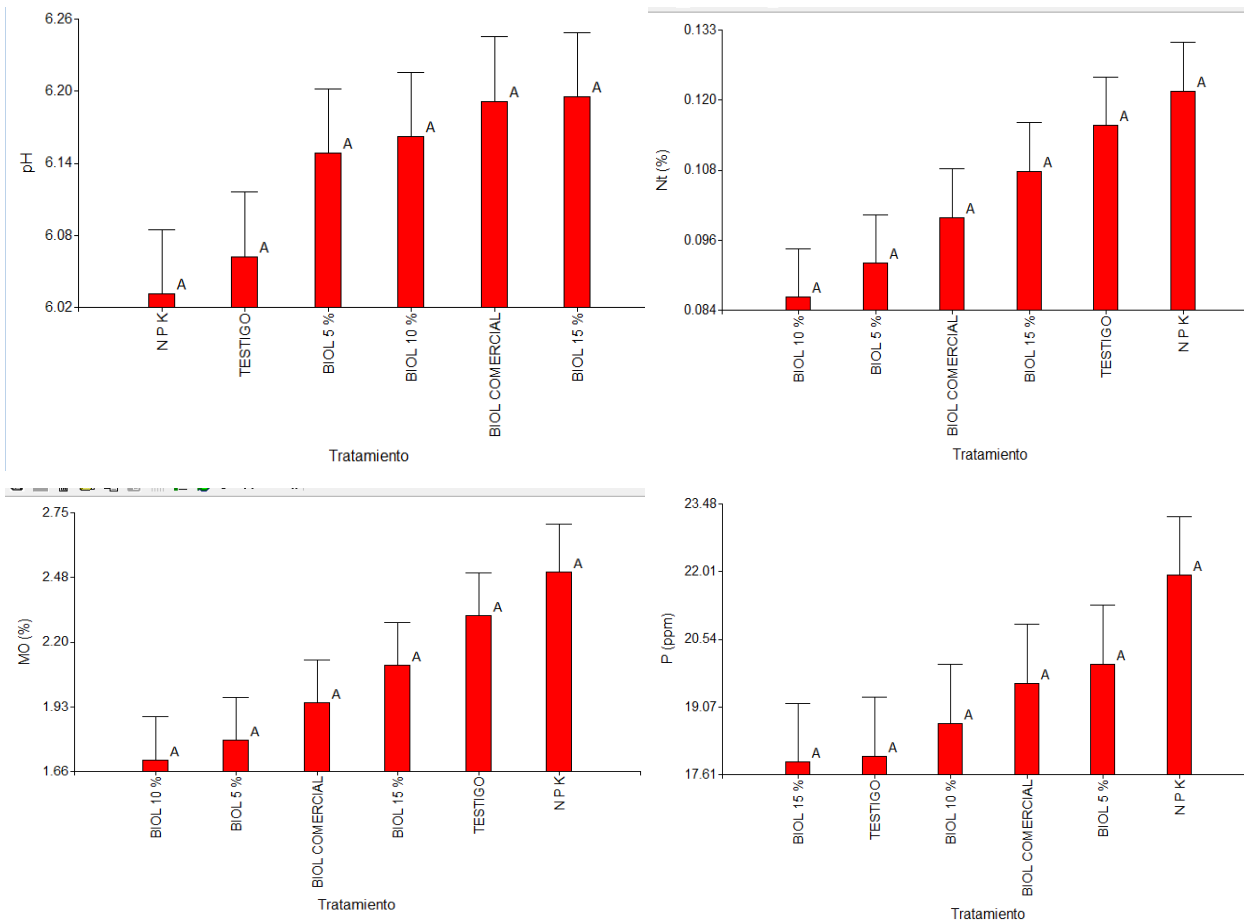 6.26
6.20
6.14
6.08
6.02
pH
A
A
A
A
A
A
N P K
TESTIGO
BIOL 5 %
BIOL 10 %
BIOL COMERCIAL
BIOL 15 %
Tratamiento
0.133
0.120
0.108
0.096
0.084
Nt (%)
A
A
A
A
A
A
BIOL 10 %
BIOL 5 %
BIOL COMERCIAL
BIOL 15 %
TESTIGO
N P K
Tratamiento
2.75
2.48
2.20
1.93
1.66
MO (%)
A
A
A
A
A
A
BIOL 10 %
BIOL 5 %
BIOL COMERCIAL
BIOL 15 %
TESTIGO
N P K
Tratamiento
23.48
22.01
20.54
19.07
17.61
P (ppm)
A
A
A
A
A
A
BIOL 15 %
TESTIGO
BIOL 10 %
BIOL COMERCIAL
BIOL 5 %
N P K
Tratamiento